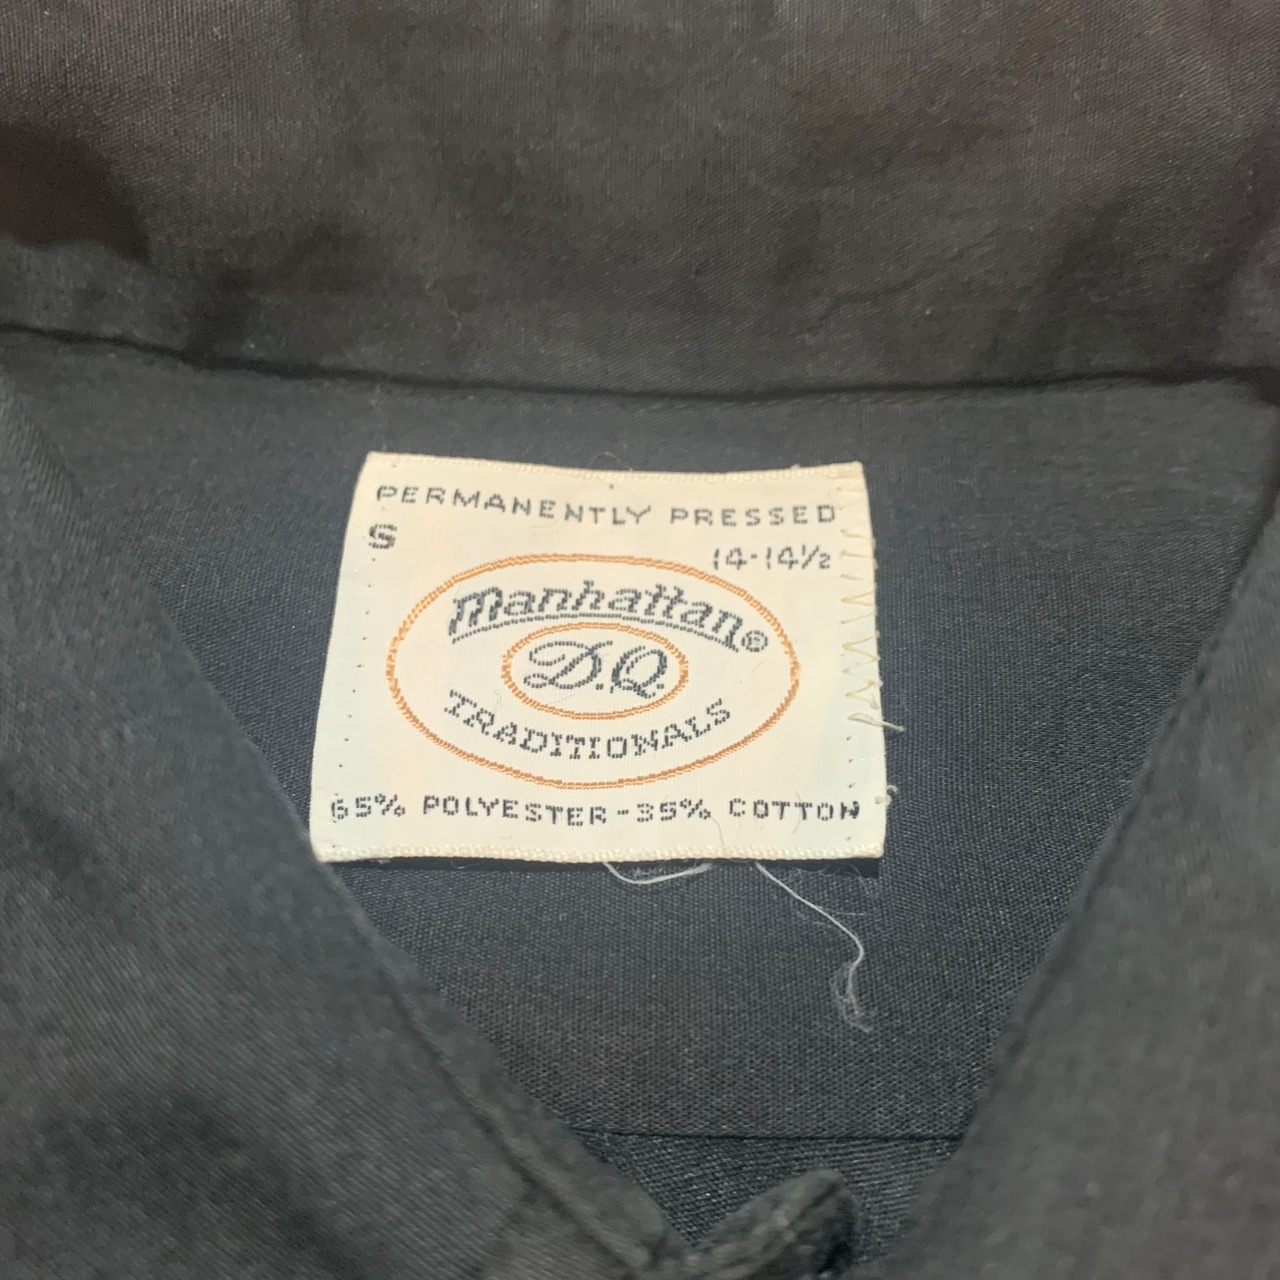 PERMANENTLY PRESSED
S
14-14½
Manhattan®
D.Q.
TRADITIONALS
65% POLYESTER-35% COTTON